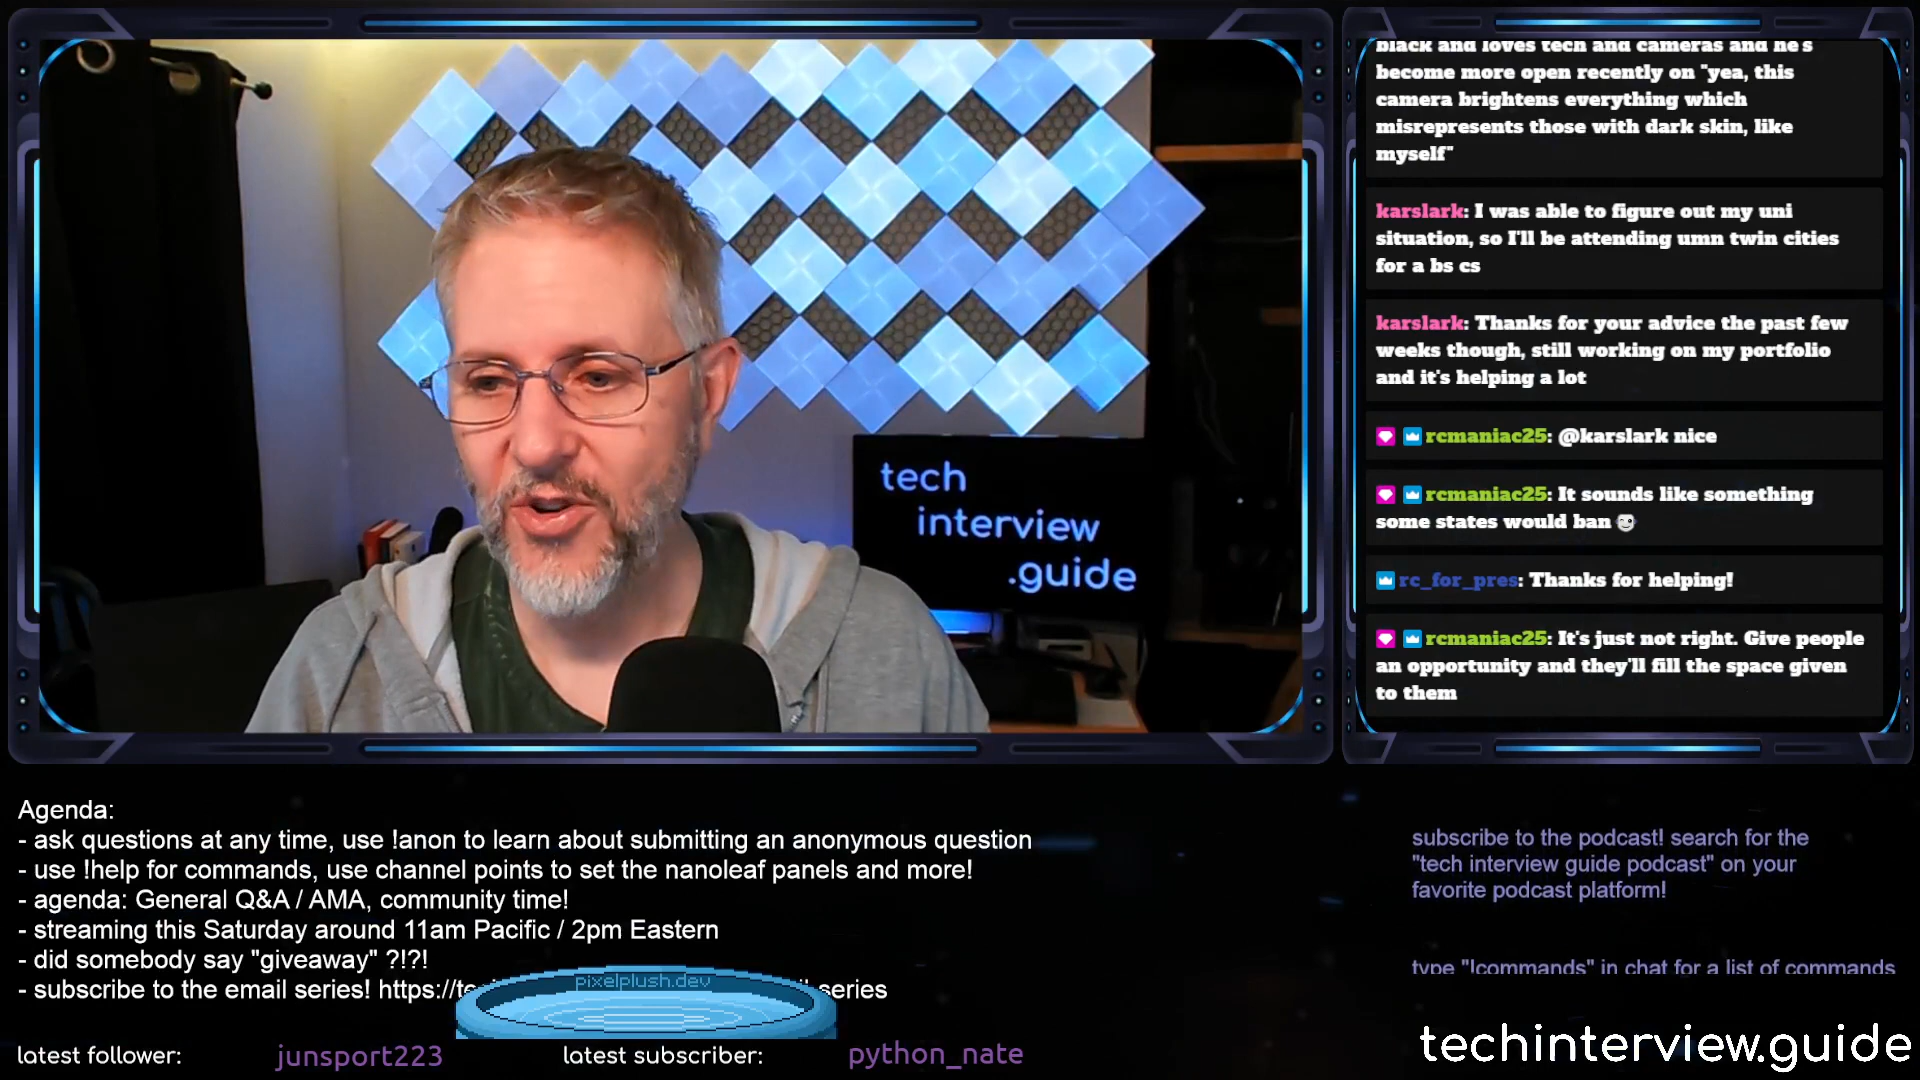 tech
interview
.guide
black and loves tech and cameras and he's
become more open recently on "yea, this
camera brightens everything which
misrepresents those with dark skin, like
myself"
karslark: I was able to figure out my uni
situation, so I'll be attending umn twin cities
for a bs cs
karslark: Thanks for your advice the past few
weeks though, still working on my portfolio
and it's helping a lot
rcmaniac25: @karslark nice
rcmaniac25: It sounds like something
some states would ban
rc_for_pres: Thanks for helping!
rcmaniac25: It's just not right. Give people
an opportunity and they'll fill the space given
to them
Agenda:
- ask questions at any time, use !anon to learn about submitting an anonymous question
- use !help for commands, use channel points to set the nanoleaf panels and more!
- agenda: General Q&A / AMA, community time!
- streaming this Saturday around 11am Pacific / 2pm Eastern
- did somebody say "giveaway" ?!?!
- subscribe to the email series! https://te series
pixelplush.dev
latest follower: junsport223 latest subscriber: python_nate
subscribe to the podcast! search for the
"tech interview guide podcast" on your
favorite podcast platform!
type "!commands" in chat for a list of commands
techinterview.guide